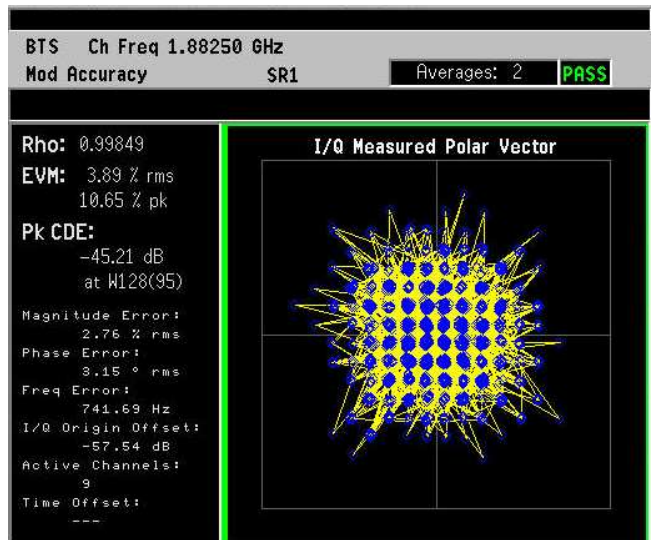 BTS Ch Freq 1.88250 GHz
Mod Accuracy SR1 Averages: 2 PASS
Rho: 0.99849
EVM: 3.89 % rms
10.65 % pk
Pk CDE:
-45.21 dB
at W128(95)
Magnitude Error:
2.76 % rms
Phase Error:
3.15 ° rms
Freq Error:
741.69 Hz
I/Q Origin Offset:
-57.54 dB
Active Channels:
9
Time Offset:
---
I/Q Measured Polar Vector